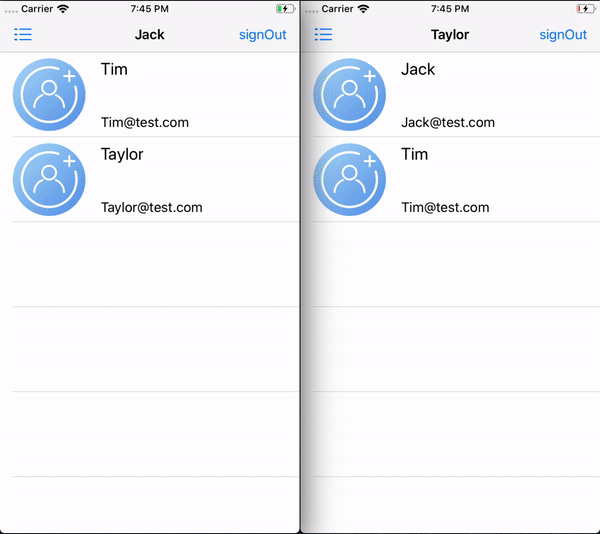 Carrier 7:45 PM
Jack signOut
Tim
Tim@test.com
Taylor
Taylor@test.com
Carrier 7:45 PM
Taylor signOut
Jack
Jack@test.com
Tim
Tim@test.com